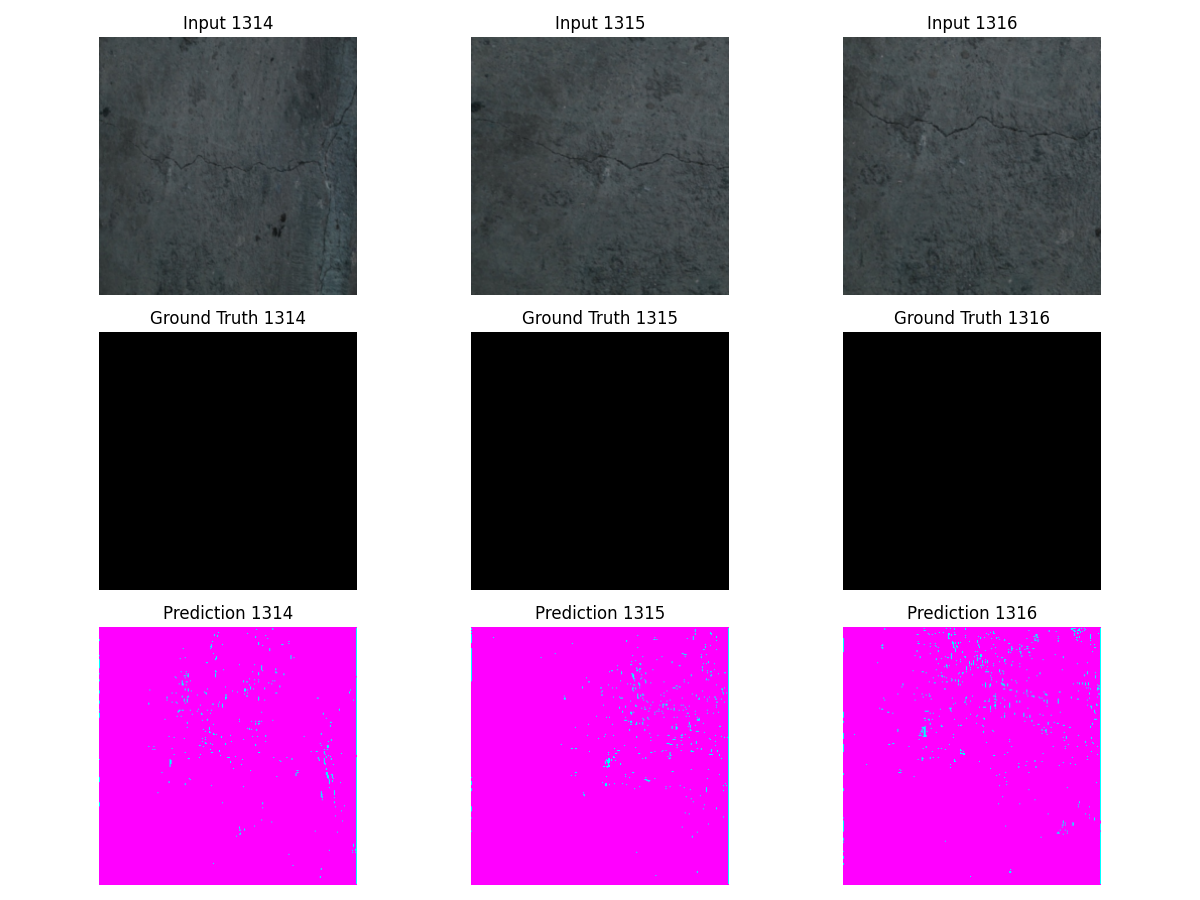 Input 1314
Input 1315
Input 1316
Ground Truth 1314
Ground Truth 1315
Ground Truth 1316
Prediction 1314
Prediction 1315
Prediction 1316